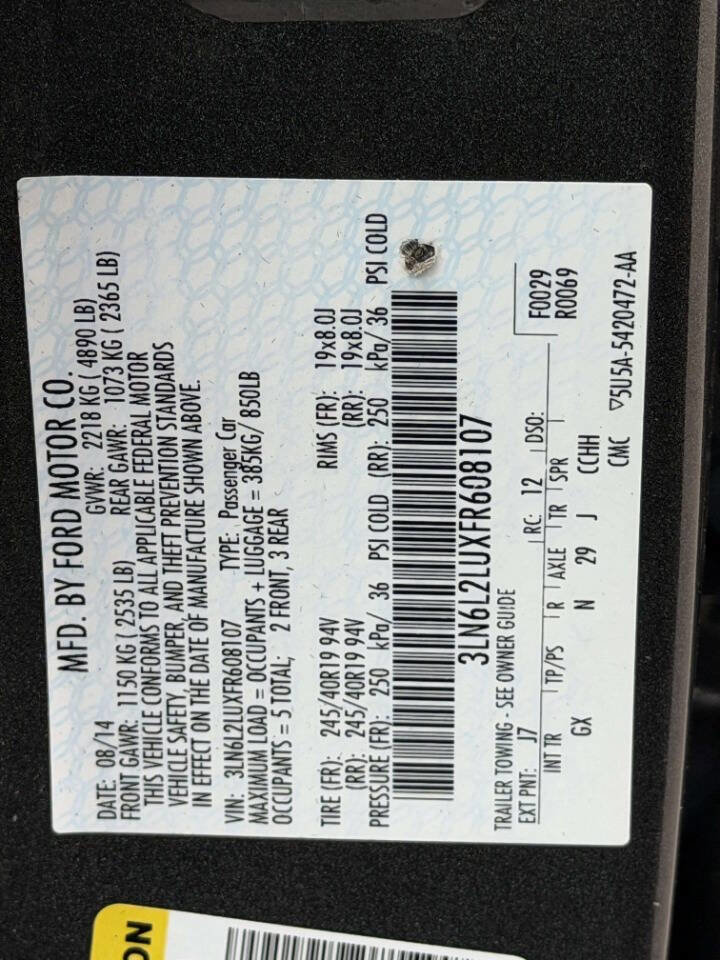 MFD. BY FORD MOTOR CO.
DATE: 08/14 GVWR: 2218 KG ( 4890 LB)
FRONT GAWR: 1150 KG ( 2535 LB) REAR GAWR: 1073 KG ( 2365 LB)
THIS VEHICLE CONFORMS TO ALL APPLICABLE FEDERAL MOTOR
VEHICLE SAFETY, BUMPER, AND THEFT PREVENTION STANDARDS
IN EFFECT ON THE DATE OF MANUFACTURE SHOWN ABOVE.
VIN: 3LN6L2LUXFR608107 TYPE: Passenger Car
MAXIMUM LOAD = OCCUPANTS + LUGGAGE = 385KG/ 850LB
OCCUPANTS = 5 TOTAL; 2 FRONT, 3 REAR
TIRE (FR): 245/40R19 94V RIMS (FR): 19x8.0J
(RR): 245/40R19 94V (RR): 19x8.0J
PRESSURE (FR): 250 kPa/ 36 PSI COLD (RR): 250 kPa/ 36 PSI COLD
3LN6L2LUXFR608107
TRAILER TOWING - SEE OWNER GUIDE F0029
EXT PNT: J7 RC: 12 DSO: R0069
INT TR TP/PS R AXLE TR SPR
GX N 29 J CCHH
CMC ▽5U5A-5420472-AA
ON